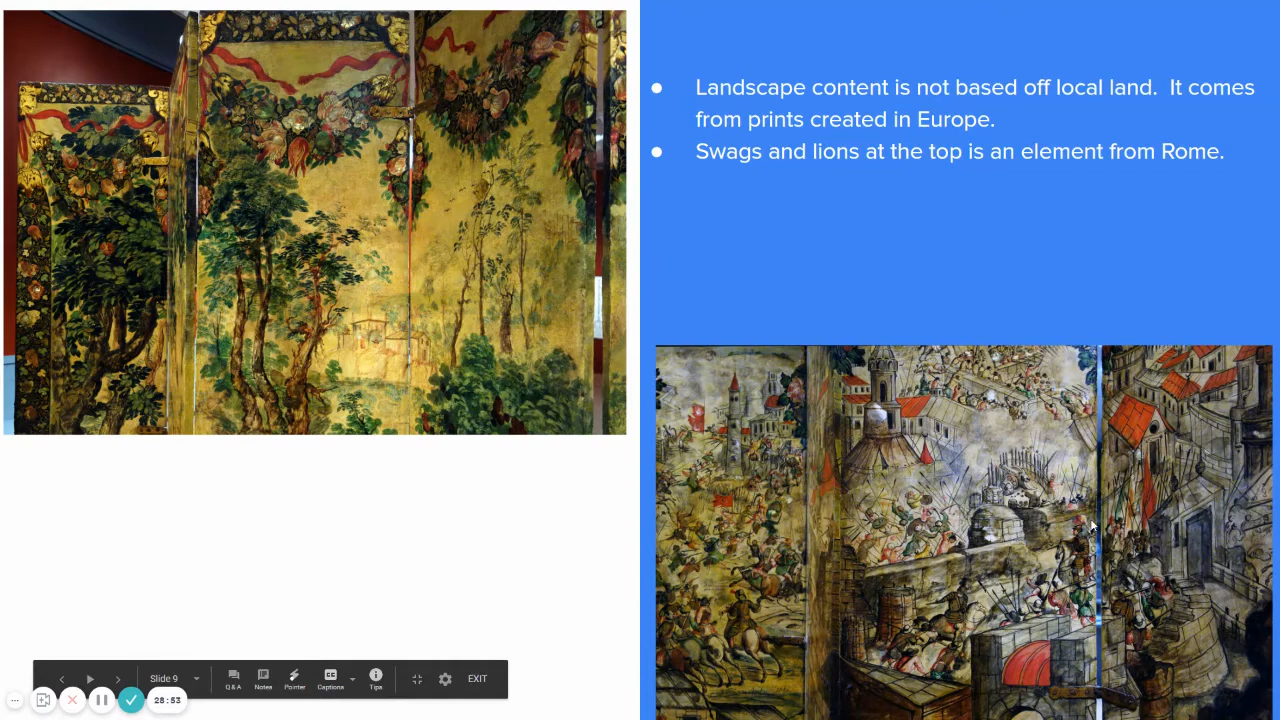 ● Landscape content is not based off local land.  It comes
from prints created in Europe.
● Swags and lions at the top is an element from Rome.
Slide 9
Q & A
Notes
Pointer
Captions
Tips
EXIT
28:53